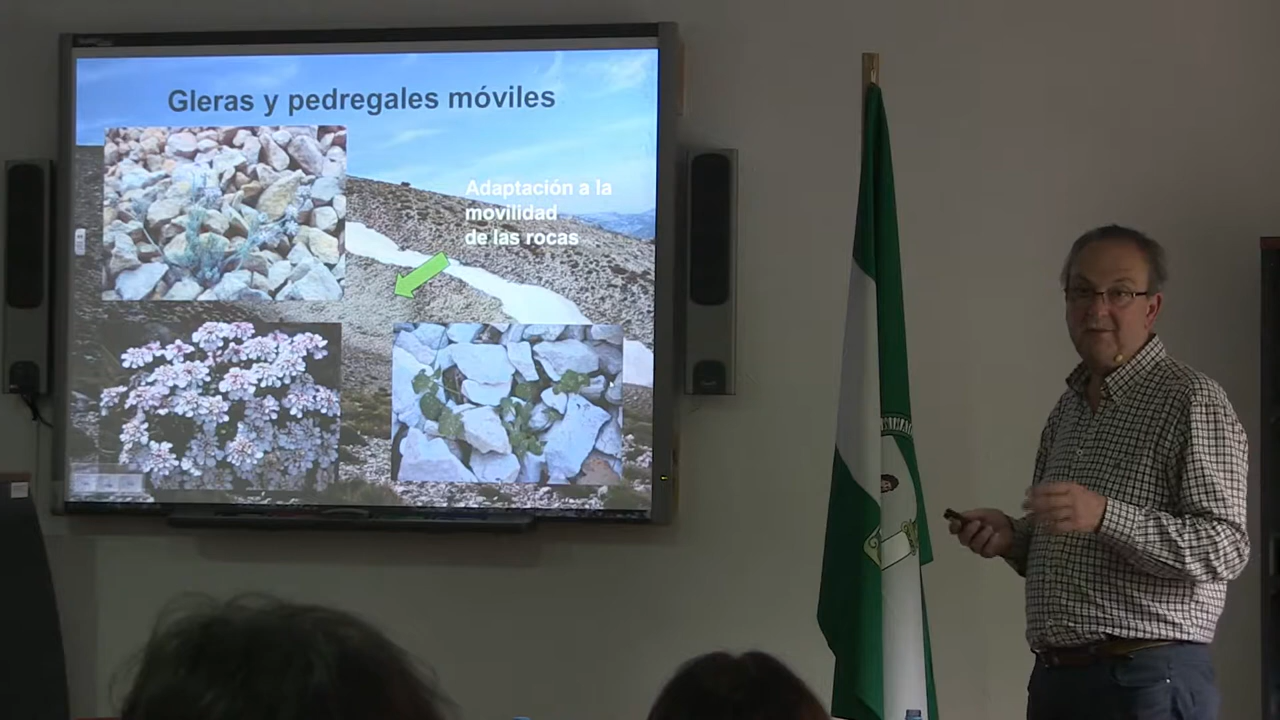 Gleras y pedregales móviles
Adaptación a la
movilidad
de las rocas